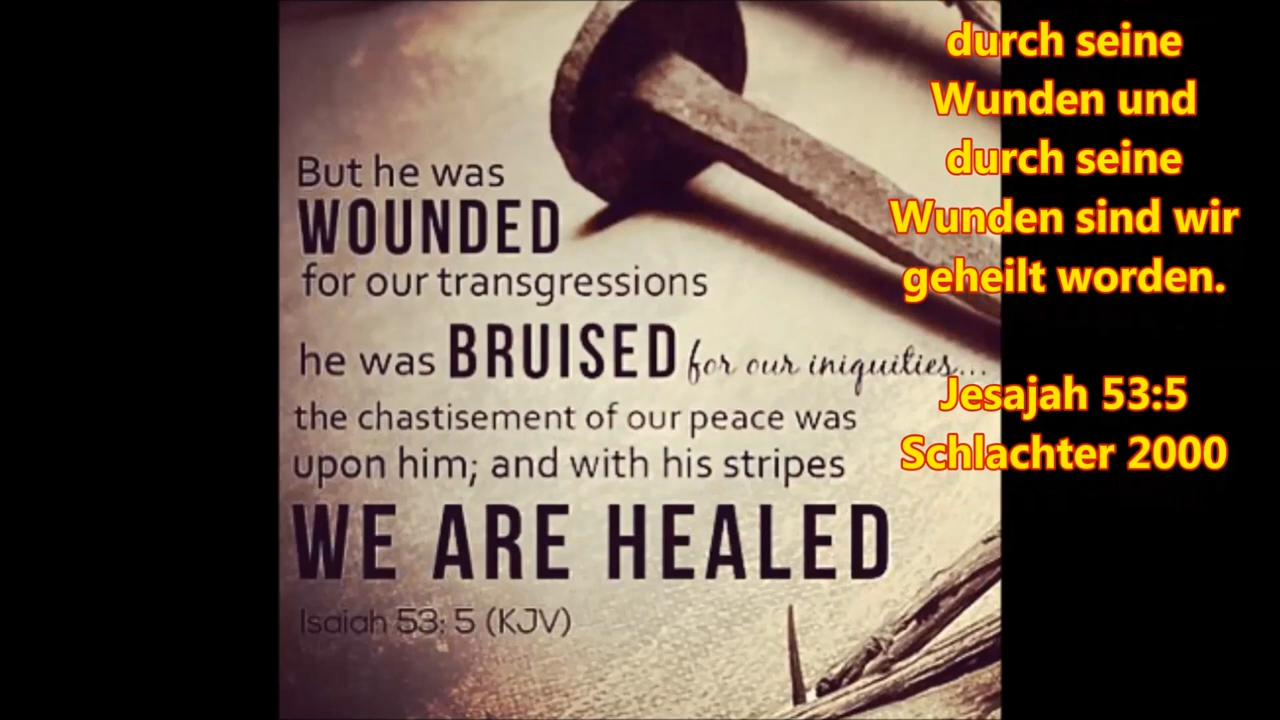 But he was
WOUNDED
for our transgressions
he was BRUISED for our iniquities...
the chastisement of our peace was
upon him; and with his stripes
WE ARE HEALED
Isaiah 53: 5 (KJV)
durch seine
Wunden und
durch seine
Wunden sind wir
geheilt worden.
Jesajah 53:5
Schlachter 2000